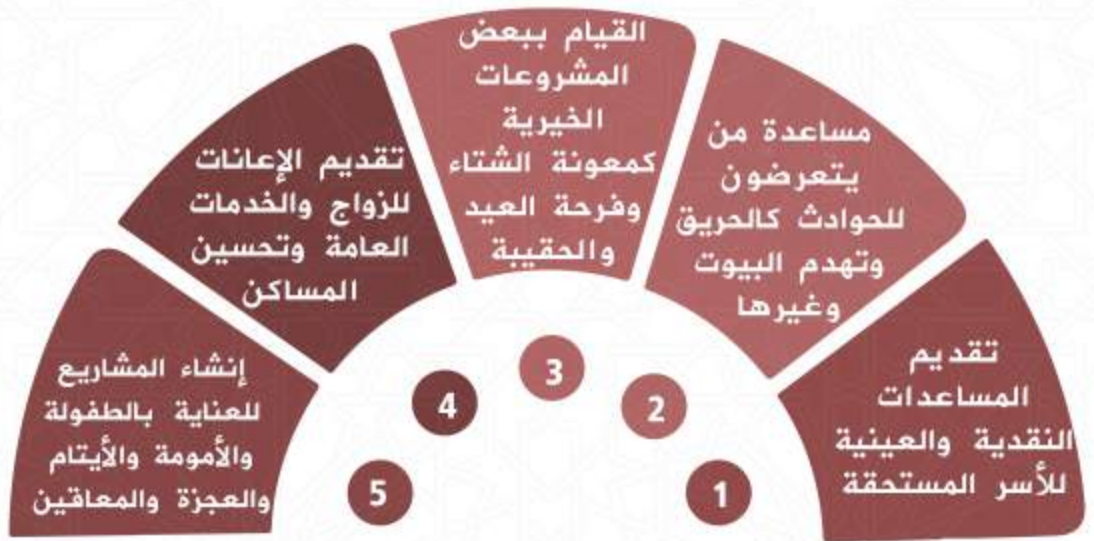 تقديم
المساعدات
النقدية والعينية
للأسر المستحقة
1
مساعدة من
يتعرضون
للحوادث كالحريق
وتهدم البيوت
وغيرها
2
القيام ببعض
المشروعات
الخيرية
كمعونة الشتاء
وفرحة العيد
والحقيبة
3
تقديم الإعانات
للزواج والخدمات
العامة وتحسين
المساكن
4
إنشاء المشاريع
للعناية بالطفولة
والأمومة والأيتام
والعجزة والمعاقين
5